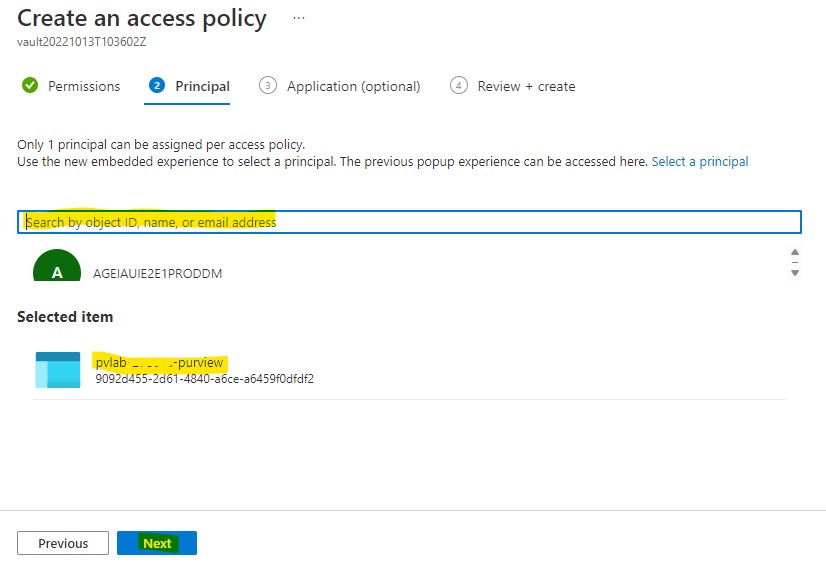 Create an access policy ...
vault20221013T103602Z
Permissions 2 Principal 3 Application (optional) 4 Review + create
Only 1 principal can be assigned per access policy.
Use the new embedded experience to select a principal. The previous popup experience can be accessed here. Select a principal
Search by object ID, name, or email address
A AGEIAUIE2E1PRODDM
Selected item
pvlab -purview
9092d455-2d61-4840-a6ce-a6459f0dfdf2
Previous Next